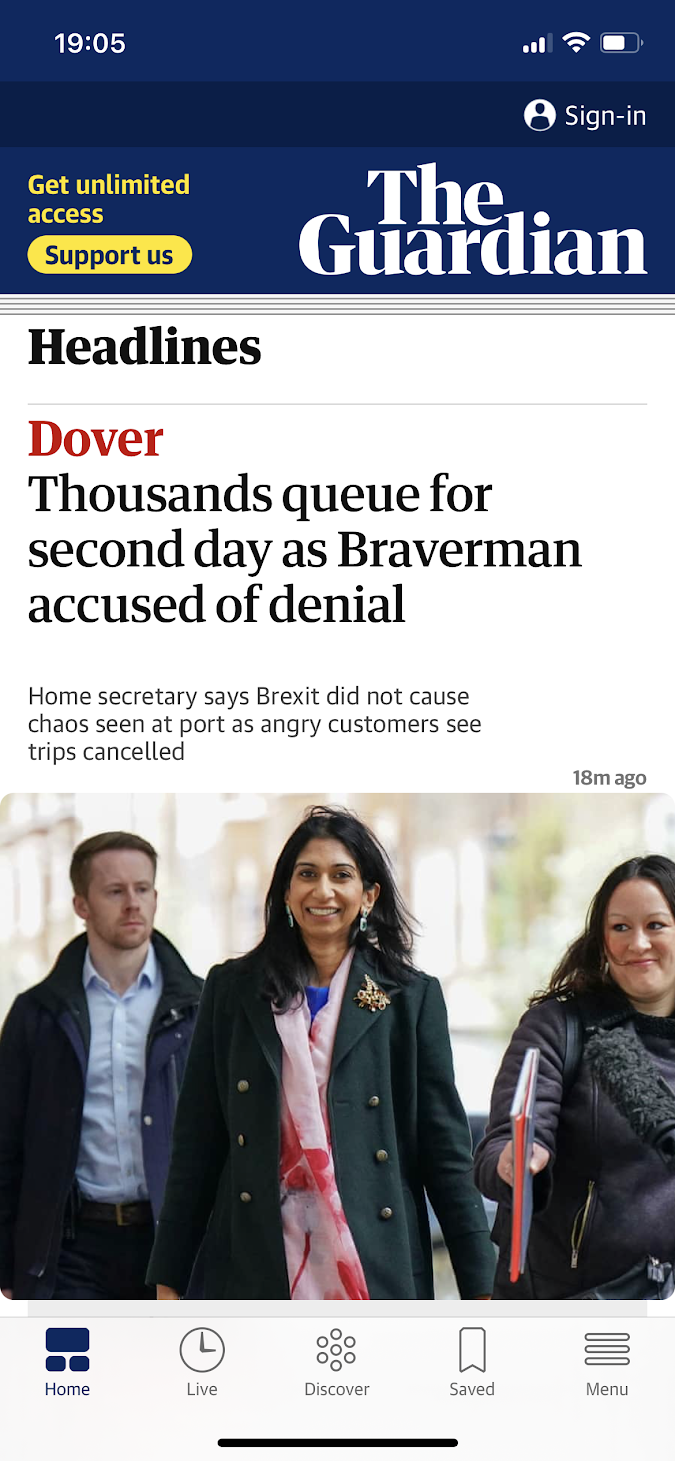 19:05
Sign-in
Get unlimited
access
Support us
The
Guardian
Headlines
Dover
Thousands queue for
second day as Braverman
accused of denial
Home secretary says Brexit did not cause
chaos seen at port as angry customers see
trips cancelled
18m ago
Home
Live
Discover
Saved
Menu